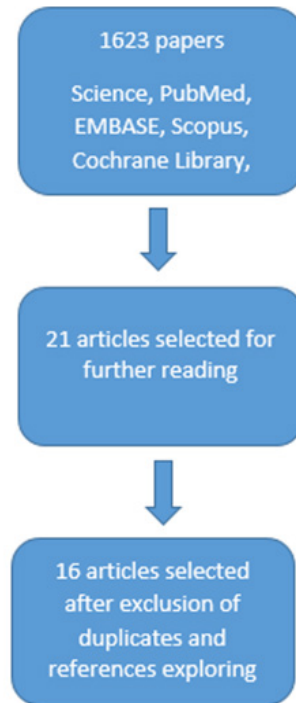 1623 papers
Science, PubMed,
EMBASE, Scopus,
Cochrane Library,
21 articles selected for
further reading
16 articles selected
after exclusion of
duplicates and
references exploring